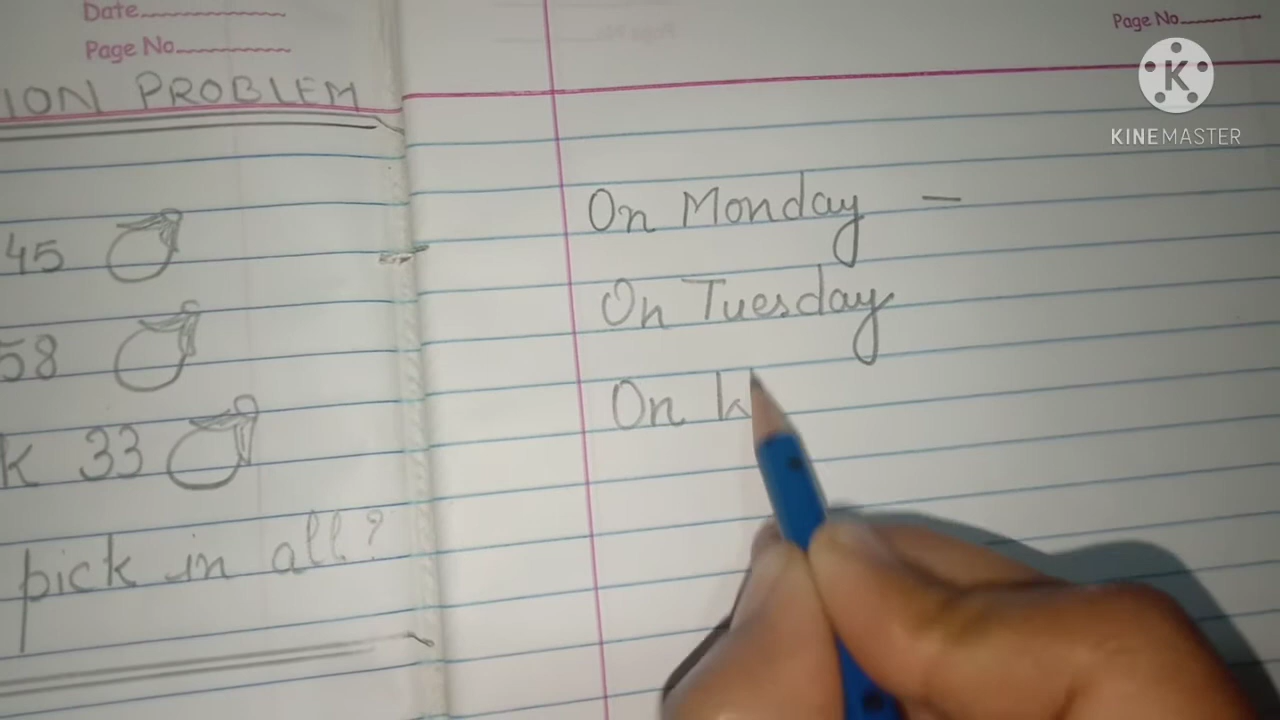 Date
Page No
ION PROBLEM
45
58
k 33
pick in all?
Page No
KINEMASTER
On Monday –
On Tuesday
On